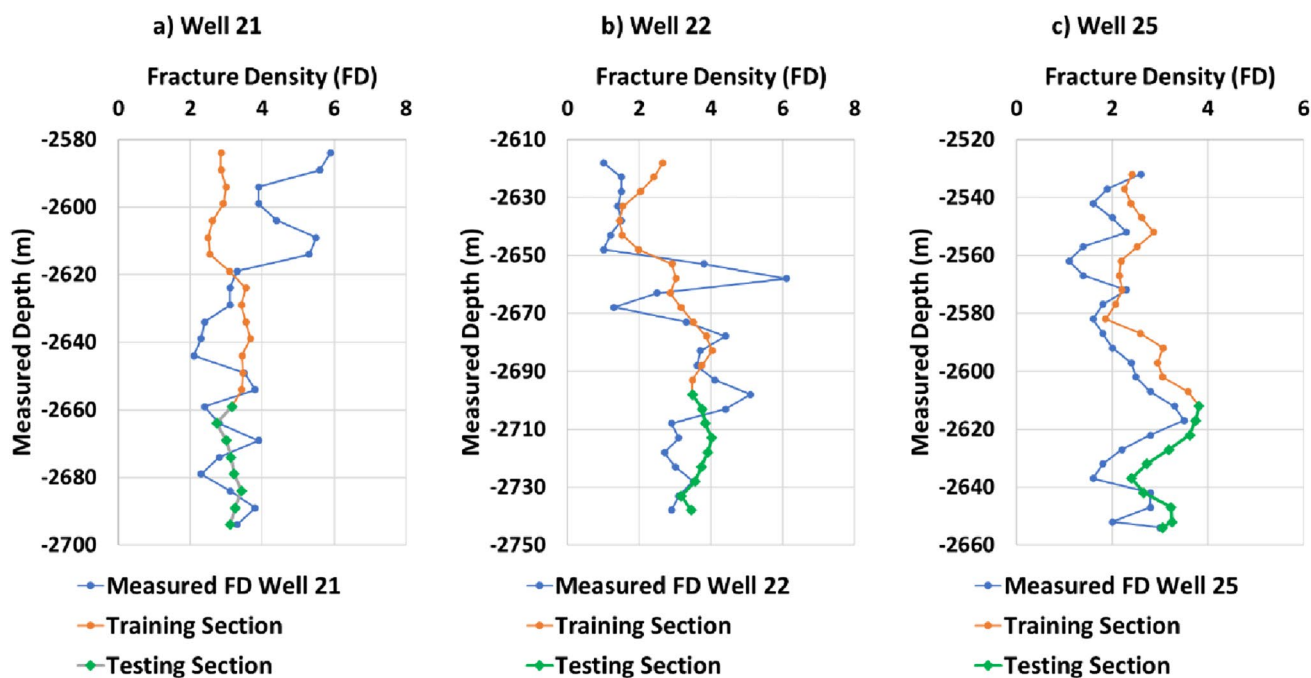 a) Well 21
Fracture Density (FD)
0 2 4 6 8
Measured Depth (m)
-2580
-2600
-2620
-2640
-2660
-2680
-2700
Measured FD Well 21
Training Section
Testing Section
b) Well 22
Fracture Density (FD)
0 2 4 6 8
Measured Depth (m)
-2610
-2630
-2650
-2670
-2690
-2710
-2730
-2750
Measured FD Well 22
Training Section
Testing Section
c) Well 25
Fracture Density (FD)
0 2 4 6
Measured Depth (m)
-2520
-2540
-2560
-2580
-2600
-2620
-2640
-2660
Measured FD Well 25
Training Section
Testing Section